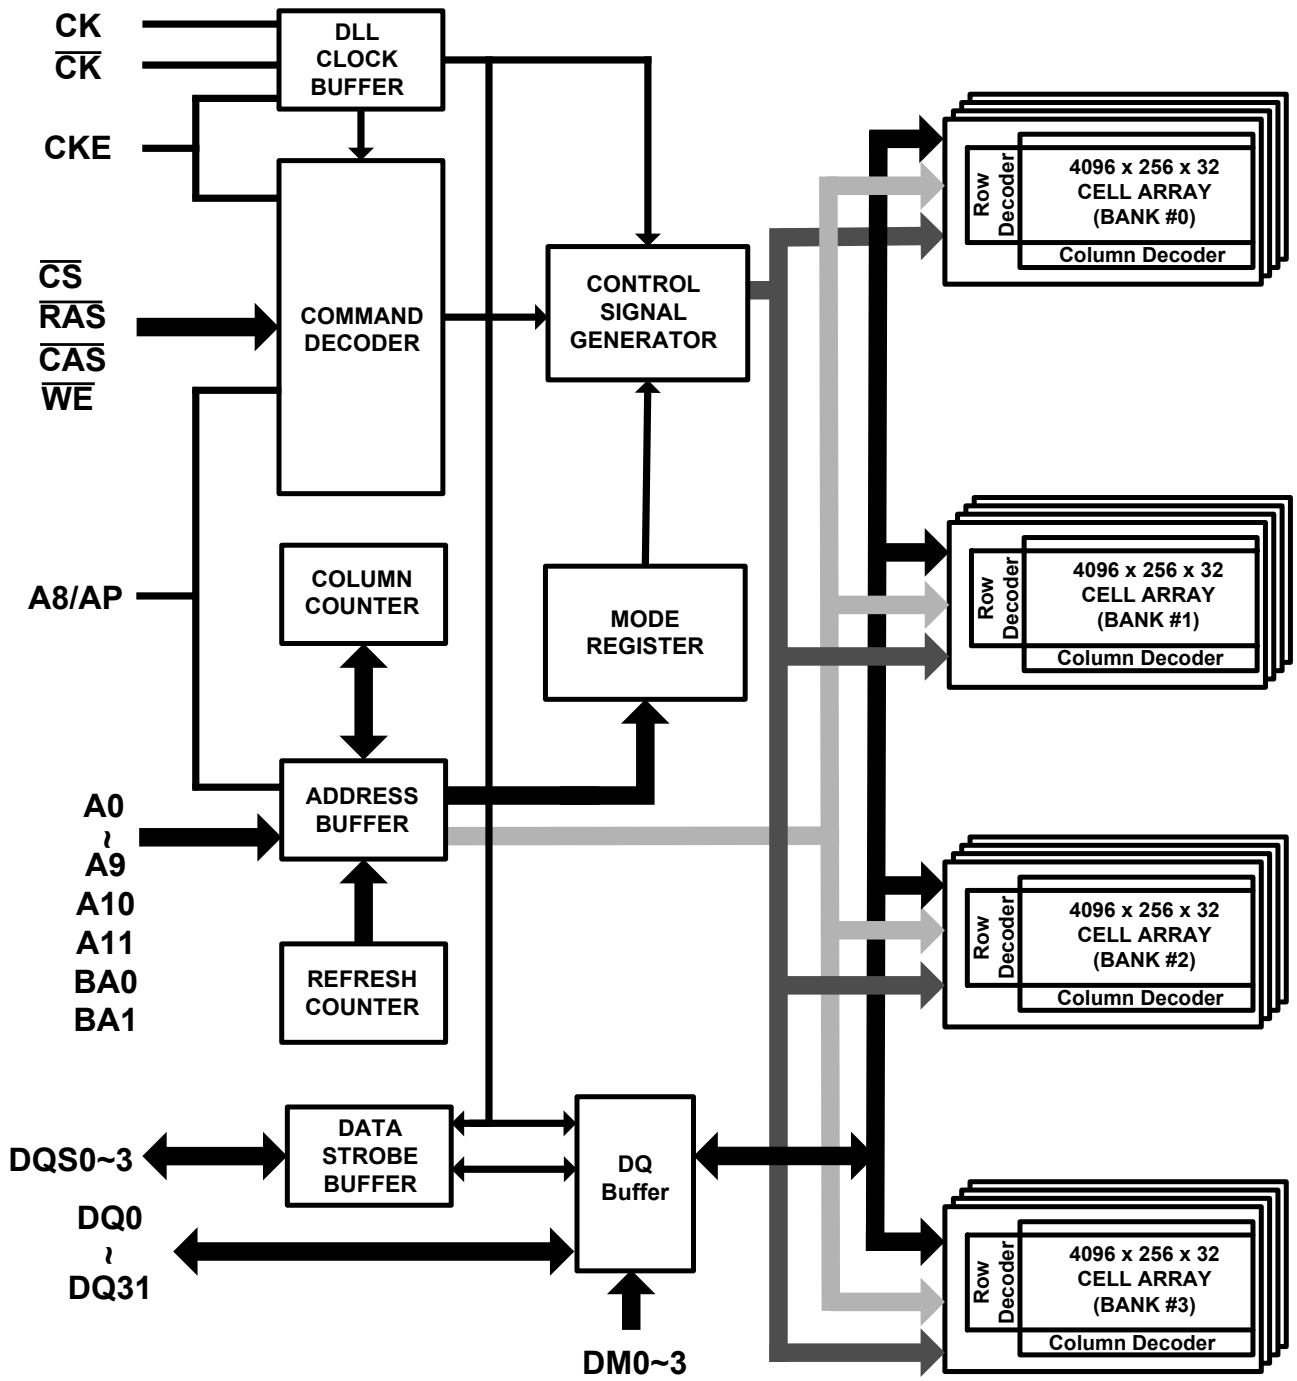 CK
CK
CKE
CS
RAS
CAS
WE
A8/AP
A0
~
A9
A10
A11
BA0
BA1
DQS0~3
DQ0
~
DQ31
DLL
CLOCK
BUFFER
COMMAND
DECODER
COLUMN
COUNTER
ADDRESS
BUFFER
REFRESH
COUNTER
DATA
STROBE
BUFFER
CONTROL
SIGNAL
GENERATOR
MODE
REGISTER
DQ
Buffer
DM0~3
Row
Decoder
4096 x 256 x 32
CELL ARRAY
(BANK #0)
Column Decoder
Row
Decoder
4096 x 256 x 32
CELL ARRAY
(BANK #1)
Column Decoder
Row
Decoder
4096 x 256 x 32
CELL ARRAY
(BANK #2)
Column Decoder
Row
Decoder
4096 x 256 x 32
CELL ARRAY
(BANK #3)
Column Decoder